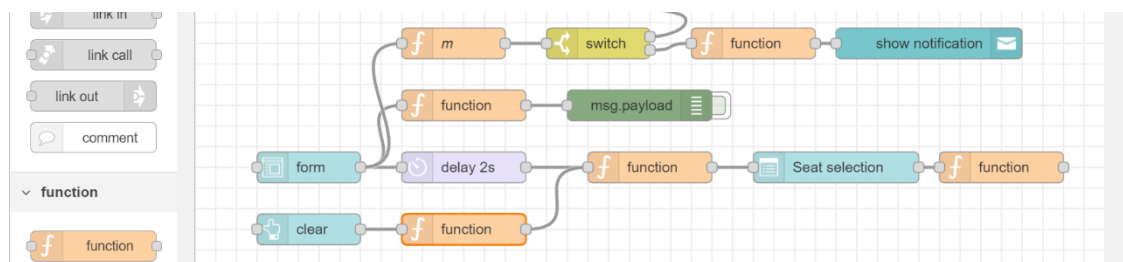 link in
link call
link out
comment
function
function
m
switch
function
show notification
function
msg.payload
form
delay 2s
function
Seat selection
function
clear
function